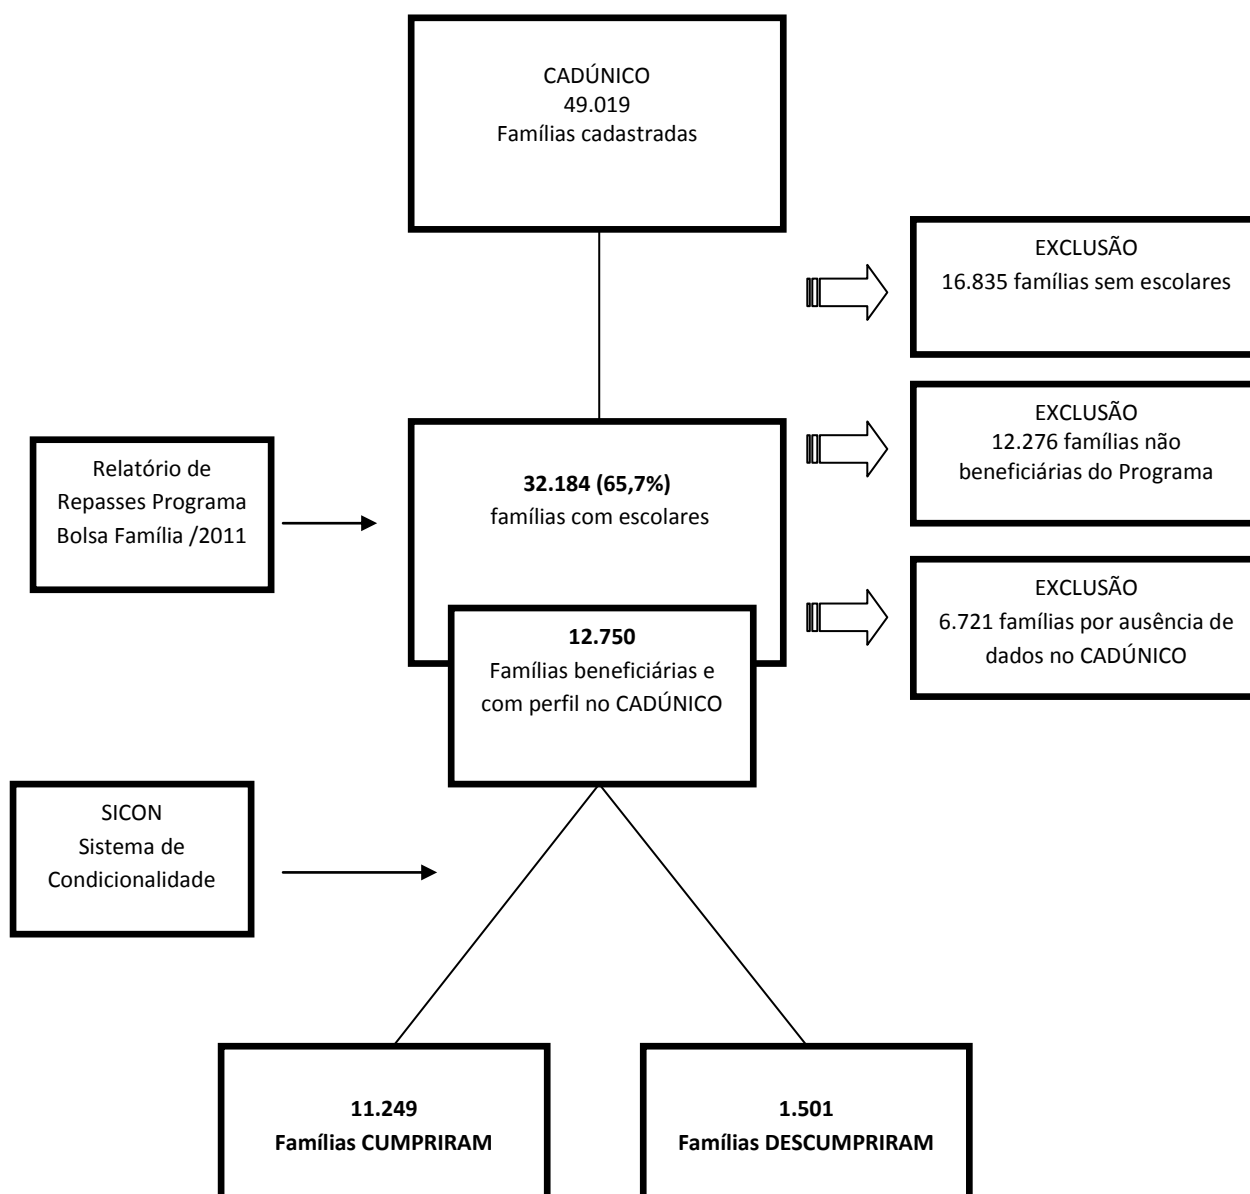 CADÚNICO
49.019
Famílias cadastradas
EXCLUSÃO
16.835 famílias sem escolares
EXCLUSÃO
12.276 famílias não
beneficiárias do Programa
Relatório de
Repasses Programa
Bolsa Família /2011
32.184 (65,7%)
famílias com escolares
EXCLUSÃO
6.721 famílias por ausência de
dados no CADÚNICO
12.750
Famílias beneficiárias e
com perfil no CADÚNICO
SICON
Sistema de
Condicionalidade
11.249
Famílias CUMPRIRAM
1.501
Famílias DESCUMPRIRAM